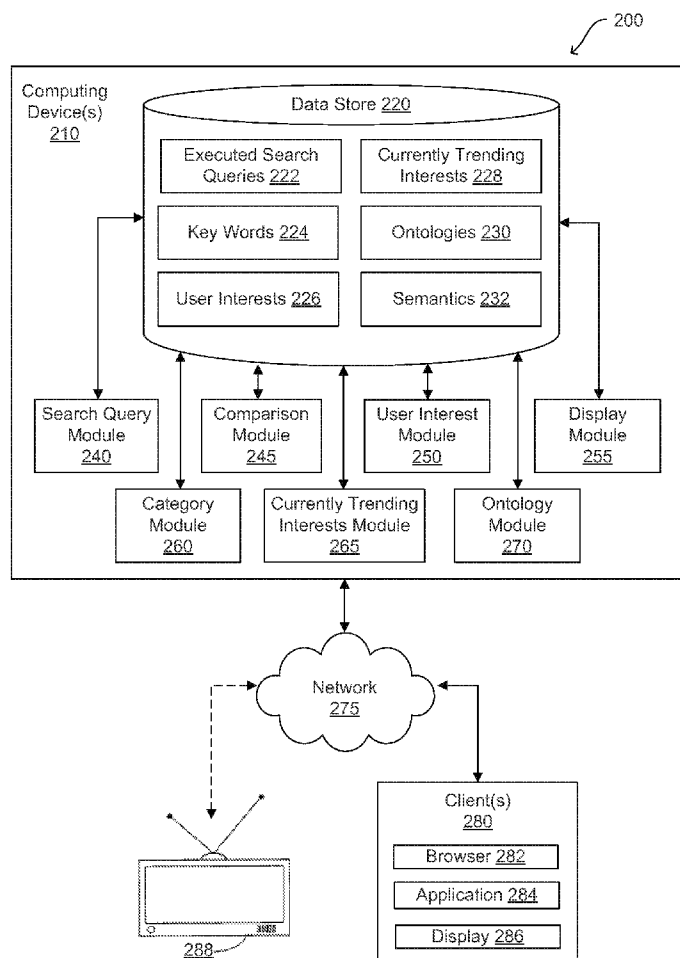 200
Computing
Device(s)
210
Data Store 220
Executed Search
Queries 222
Currently Trending
Interests 228
Key Words 224
Ontologies 230
User Interests 226
Semantics 232
Search Query
Module
240
Comparison
Module
245
User Interest
Module
250
Display
Module
255
Category
Module
260
Currently Trending
Interests Module
265
Ontology
Module
270
Network
275
Client(s)
280
Browser 282
Application 284
Display 286
288